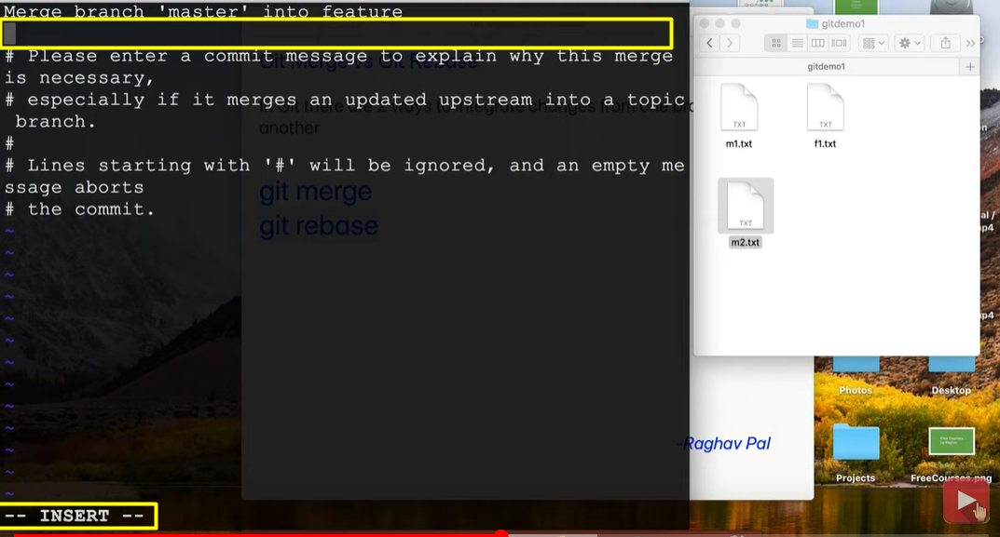 Merge branch 'master' into feature
# Please enter a commit message to explain why this merge
is necessary,
# especially if it merges an updated upstream into a topic
branch.
#
# Lines starting with '#' will be ignored, and an empty me
ssage aborts
# the commit.
~
~
~
~
~
~
~
~
~
~
~
~
~
-- INSERT --
Git Merge vs Git Rebase
In Git there are 2 ways to integrate changes from one
another
git merge
git rebase
-Raghav Pal
gitdemo1
gitdemo1
TXT
m1.txt
TXT
f1.txt
TXT
m2.txt
al /
p4
mp4
Photos
Desktop
Projects
FreeCourses.png